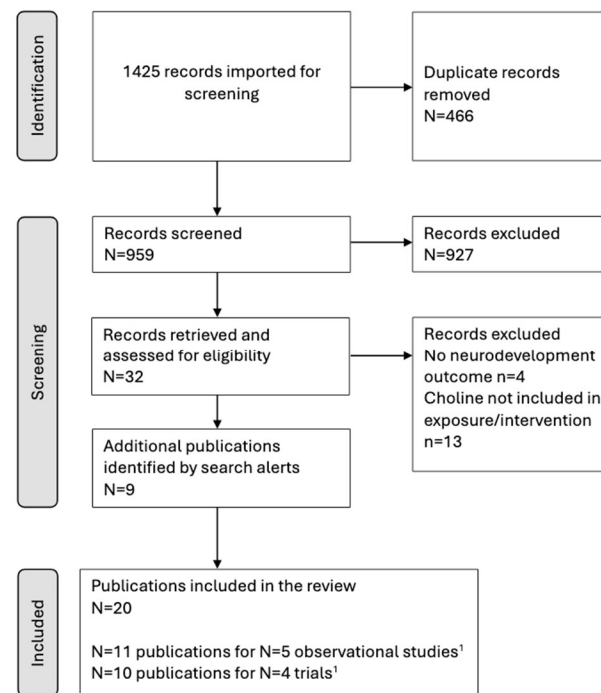 Identification
1425 records imported for
screening
Duplicate records
removed
N=466
Screening
Records screened
N=959
Records excluded
N=927
Records retrieved and
assessed for eligibility
N=32
Records excluded
No neurodevelopment
outcome n=4
Choline not included in
exposure/intervention
n=13
Additional publications
identified by search alerts
N=9
Included
Publications included in the review
N=20
N=11 publications for N=5 observational studies¹
N=10 publications for N=4 trials¹